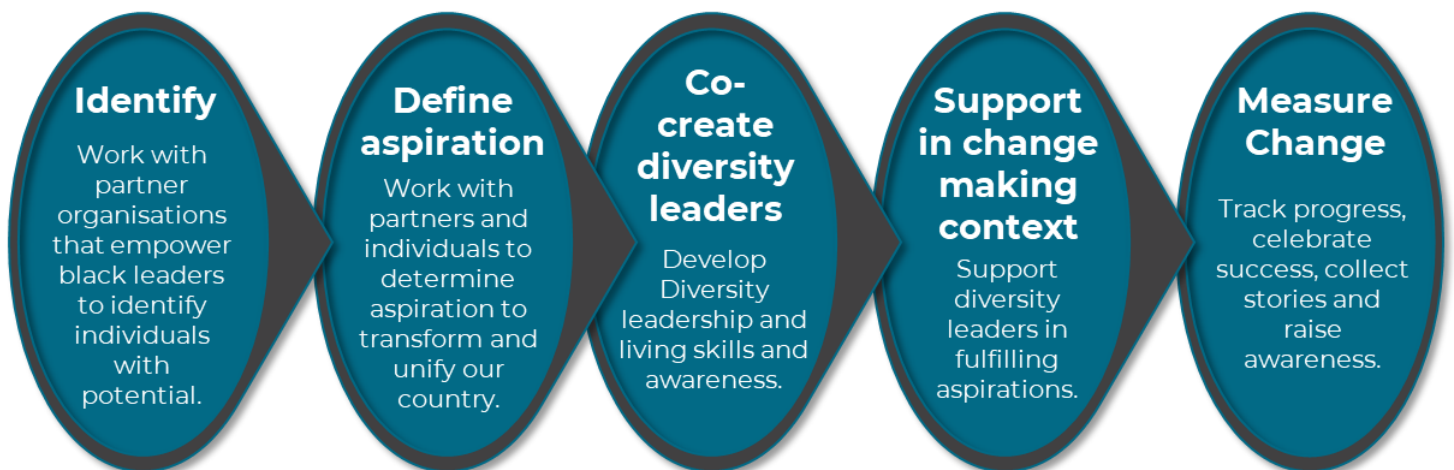 Identify
Work with
partner
organisations
that empower
black leaders
to identify
individuals
with
potential.
Define
aspiration
Work with
partners and
individuals to
determine
aspiration to
transform and
unify our
country.
Co-
create
diversity
leaders
Develop
Diversity
leadership and
living skills and
awareness.
Support
in change
making
context
Support
diversity
leaders in
fulfilling
aspirations.
Measure
Change
Track progress,
celebrate
success, collect
stories and
raise
awareness.